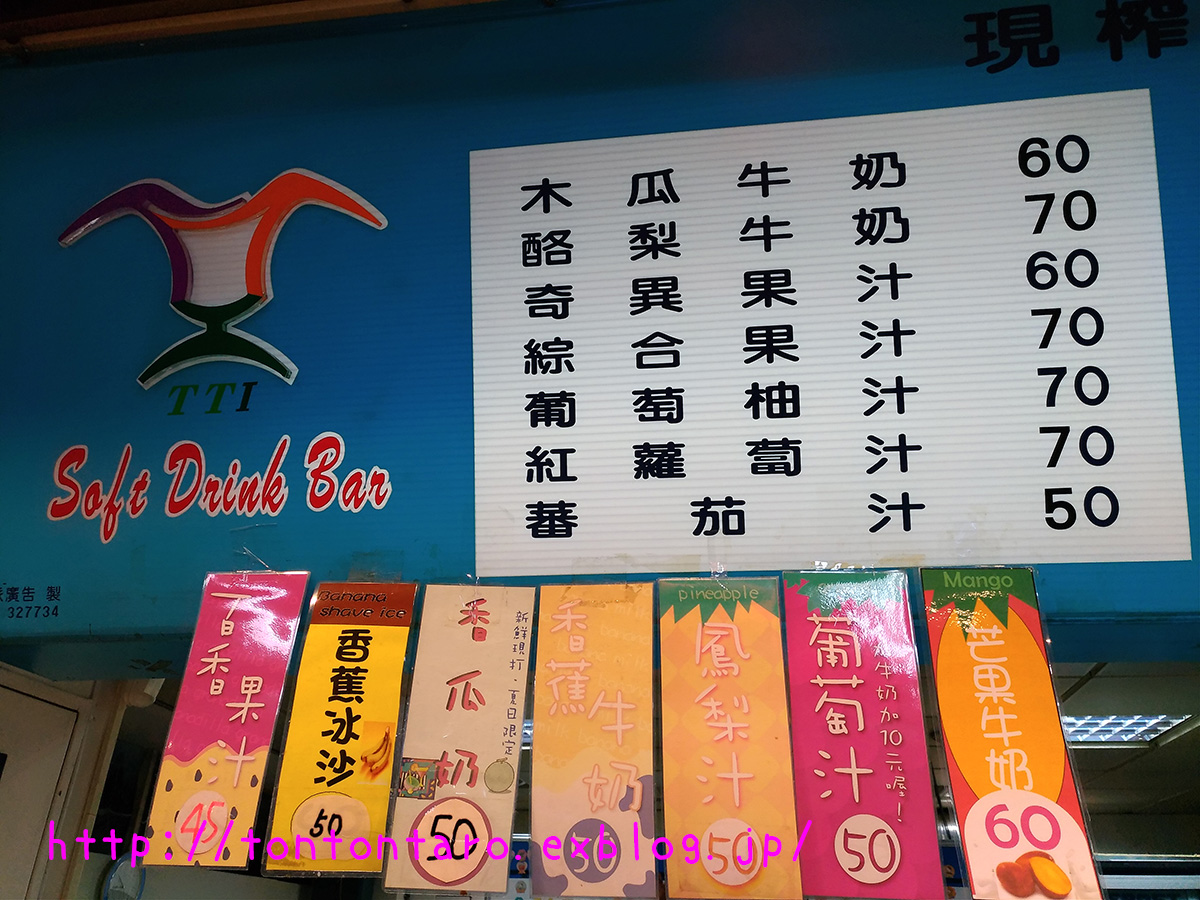 現榨
木瓜牛奶 60
酪梨牛奶 70
奇異果汁 60
綜合果汁 70
葡萄柚汁 70
紅蘿蔔汁 70
蕃茄汁 50
TTI
Soft Drink Bar
廣告 製
327734
百香果汁
45
Banana
shave ice
香蕉冰沙
50
香瓜奶
新鮮現打、夏日限定
50
香蕉牛奶
50
pineapple
鳳梨汁
50
葡萄汁
牛奶加10元喔!
50
Mango
芒果牛奶
60
http://tontontaro.exblog.jp/